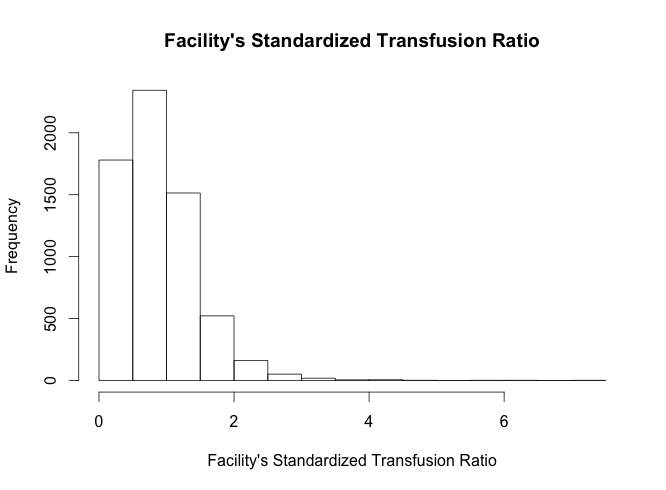 Facility's Standardized Transfusion Ratio
Frequency
2000
1500
1000
500
0
0 2 4 6
Facility's Standardized Transfusion Ratio